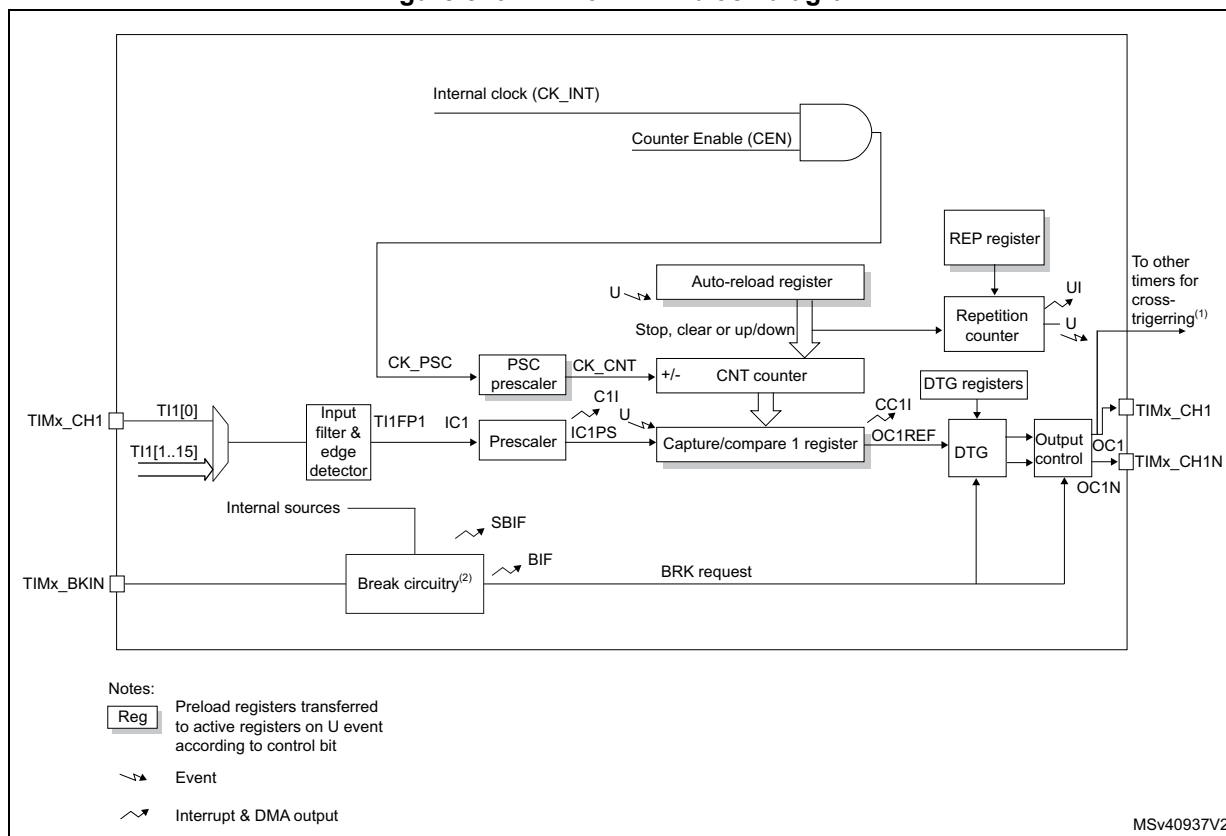 Internal clock (CK_INT)
Counter Enable (CEN)
REP register
To other
timers for
cross-
trigerring(1)
Auto-reload register
U
UI
Stop, clear or up/down
Repetition
counter
U
CK_PSC
PSC
prescaler
CK_CNT
+/-
CNT counter
DTG registers
TIMx_CH1
TI1[0]
TI1[1..15]
Input
filter &
edge
detector
TI1FP1
IC1
Prescaler
C1I
IC1PS
U
Capture/compare 1 register
CC1I
OC1REF
DTG
Output
control
OC1
TIMx_CH1
TIMx_CH1N
OC1N
Internal sources
SBIF
BIF
TIMx_BKIN
Break circuitry(2)
BRK request
Notes:
Reg
Preload registers transferred
to active registers on U event
according to control bit
Event
Interrupt & DMA output
MSv40937V2